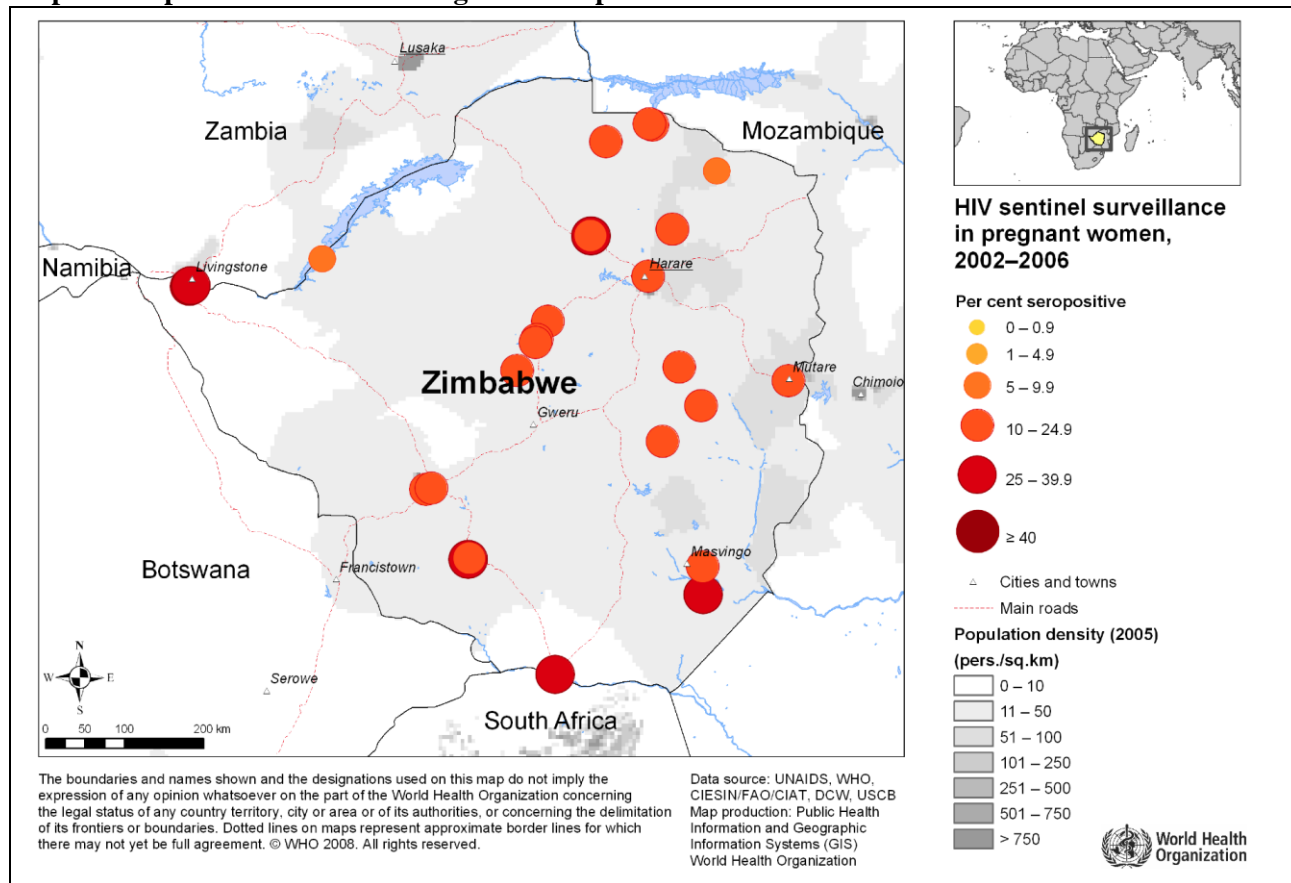 Lusaka
Zambia
Mozambique
Namibia
Livingstone
Harare
Zimbabwe
Mutare
Chimoio
Gweru
Masvingo
Botswana
Francistown
Serowe
South Africa
N
W E
S
0 50 100 200 km
HIV sentinel surveillance
in pregnant women,
2002–2006
Per cent seropositive
0 – 0.9
1 – 4.9
5 – 9.9
10 – 24.9
25 – 39.9
≥ 40
Cities and towns
Main roads
Population density (2005)
(pers./sq.km)
0 – 10
11 – 50
51 – 100
101 – 250
251 – 500
501 – 750
> 750
The boundaries and names shown and the designations used on this map do not imply the
expression of any opinion whatsoever on the part of the World Health Organization concerning
the legal status of any country territory, city or area or of its authorities, or concerning the delimitation
of its frontiers or boundaries. Dotted lines on maps represent approximate border lines for which
there may not yet be full agreement. © WHO 2008. All rights reserved.
Data source: UNAIDS, WHO,
CIESIN/FAO/CIAT, DCW, USCB
Map production: Public Health
Information and Geographic
Information Systems (GIS)
World Health Organization
World Health
Organization